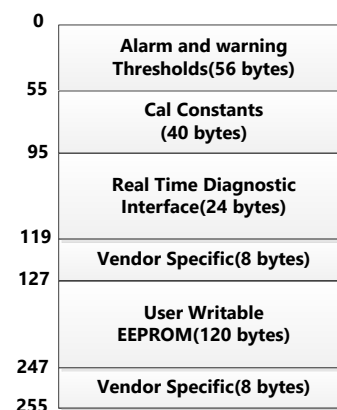 0
Alarm and warning
Thresholds(56 bytes)
55
Cal Constants
(40 bytes)
95
Real Time Diagnostic
Interface(24 bytes)
119
Vendor Specific(8 bytes)
127
User Writable
EEPROM(120 bytes)
247
Vendor Specific(8 bytes)
255